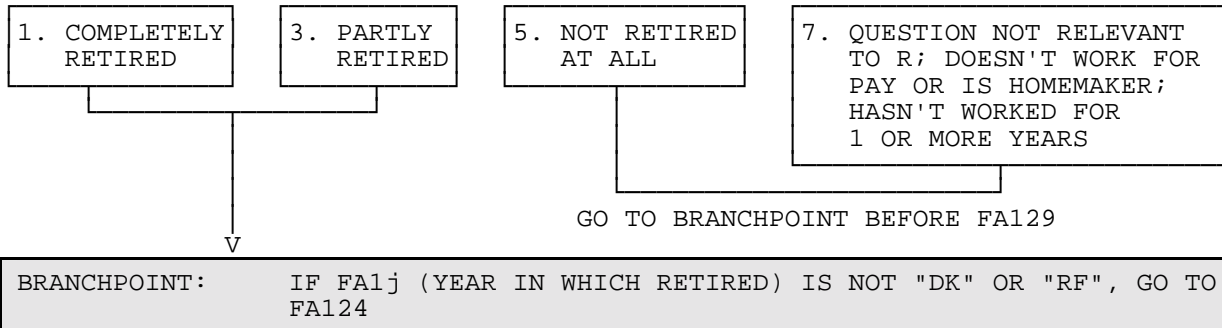 1. COMPLETELY RETIRED
3. PARTLY RETIRED
5. NOT RETIRED AT ALL
7. QUESTION NOT RELEVANT
TO R; DOESN'T WORK FOR
PAY OR IS HOMEMAKER;
HASN'T WORKED FOR
1 OR MORE YEARS
GO TO BRANCHPOINT BEFORE FA129
V
BRANCHPOINT: IF FA1j (YEAR IN WHICH RETIRED) IS NOT "DK" OR "RF", GO TO
FA124